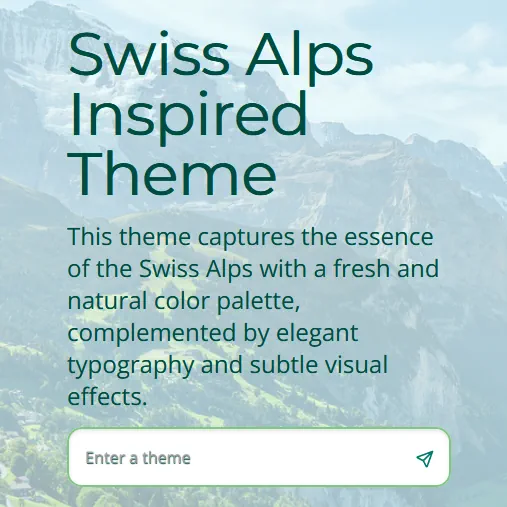 Swiss Alps
Inspired
Theme
This theme captures the essence
of the Swiss Alps with a fresh and
natural color palette,
complemented by elegant
typography and subtle visual
effects.
Enter a theme